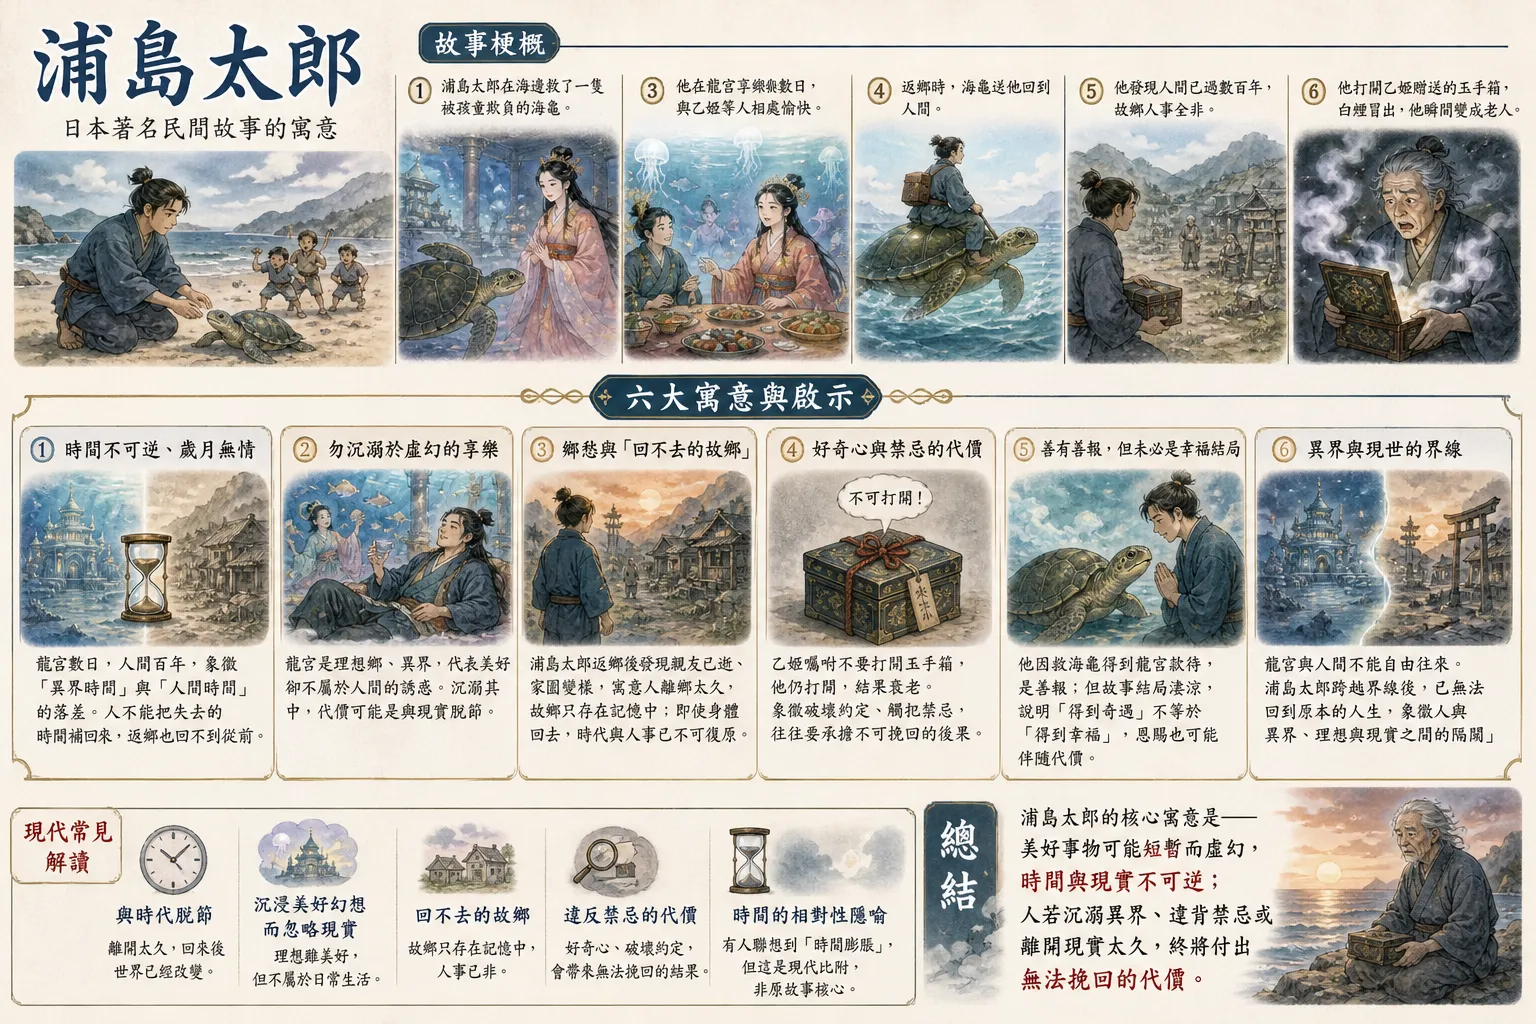 浦島太郎
日本著名民間故事的寓意
故事梗概
① 浦島太郎在海邊救了一隻
被孩童欺負的海龜。
③ 他在龍宮享樂數日,
與乙姬等人相處愉快。
④ 返鄉時,海龜送他回到
人間。
⑤ 他發現人間已過數百年,
故鄉人事全非。
⑥ 他打開乙姬贈送的玉手箱,
白煙冒出,他瞬間變成老人。
六大寓意與啟示
① 時間不可逆、歲月無情
龍宮數日,人間百年,象徵
「異界時間」與「人間時間」
的落差。人不能把失去的
時間補回來,返鄉也回不到從前。
② 勿沉溺於虛幻的享樂
龍宮是理想鄉、異界,代表美好
卻不屬於人間的誘惑。沉溺其
中,代價可能是與現實脫節。
③ 鄉愁與「回不去的故鄉」
浦島太郎返鄉後發現親友已逝、
家園變樣,寓意人離鄉太久,
故鄉只存在記憶中;即使身體
回去,時代與人事已不可復原。
④ 好奇心與禁忌的代價
不可打開!
乙姬囑咐不要打開玉手箱,
他仍打開,結果衰老。
象徵破壞約定、觸犯禁忌,
往往要承擔不可挽回的後果。
⑤ 善有善報,但未必是幸福結局
他因救海龜得到龍宮款待,
是善報;但故事結局淒涼,
說明「得到奇遇」不等於
「得到幸福」,恩賜也可能
伴隨代價。
⑥ 異界與現世的界線
龍宮與人間不能自由往來。
浦島太郎跨越界線後,已無法
回到原本的人生,象徵人與
異界、理想與現實之間的隔閡」
現代常見
解讀
與時代脫節
離開太久,回來後
世界已經改變。
沉浸美好幻想
而忽略現實
理想雖美好,
但不屬於日常生活。
回不去的故鄉
故鄉只存在記憶中,
人事已非。
違反禁忌的代價
好奇心、破壞約定,
會帶來無法挽回的結果。
時間的相對性隱喻
有人聯想到「時間膨脹」,
但這是現代比附,
非原故事核心。
總結
浦島太郎的核心寓意是——
美好事物可能短暫而虛幻,
時間與現實不可逆;
人若沉溺異界、違背禁忌或
離開現實太久,終將付出
無法挽回的代價。